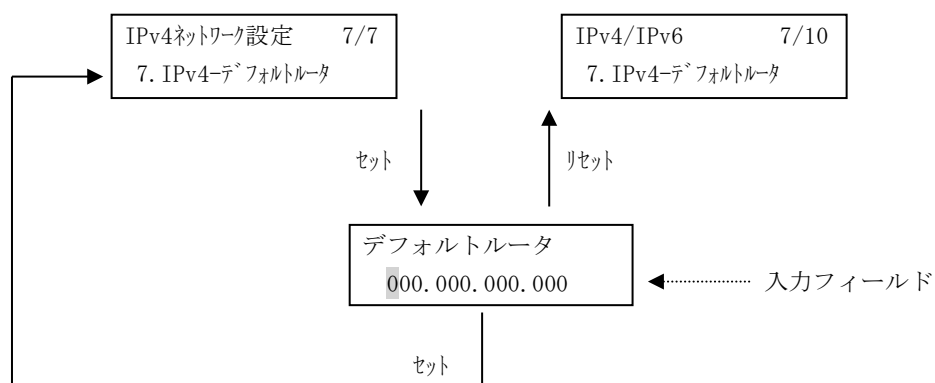 IPv4ﾈｯﾄﾜｰｸ設定 7/7
7.IPv4-ﾃﾞﾌｫﾙﾄﾙｰﾀ
IPv4/IPv6 7/10
7.IPv4-ﾃﾞﾌｫﾙﾄﾙｰﾀ
ｾｯﾄ
ﾘｾｯﾄ
デフォルトルータ
000.000.000.000
入力フィールド
ｾｯﾄ